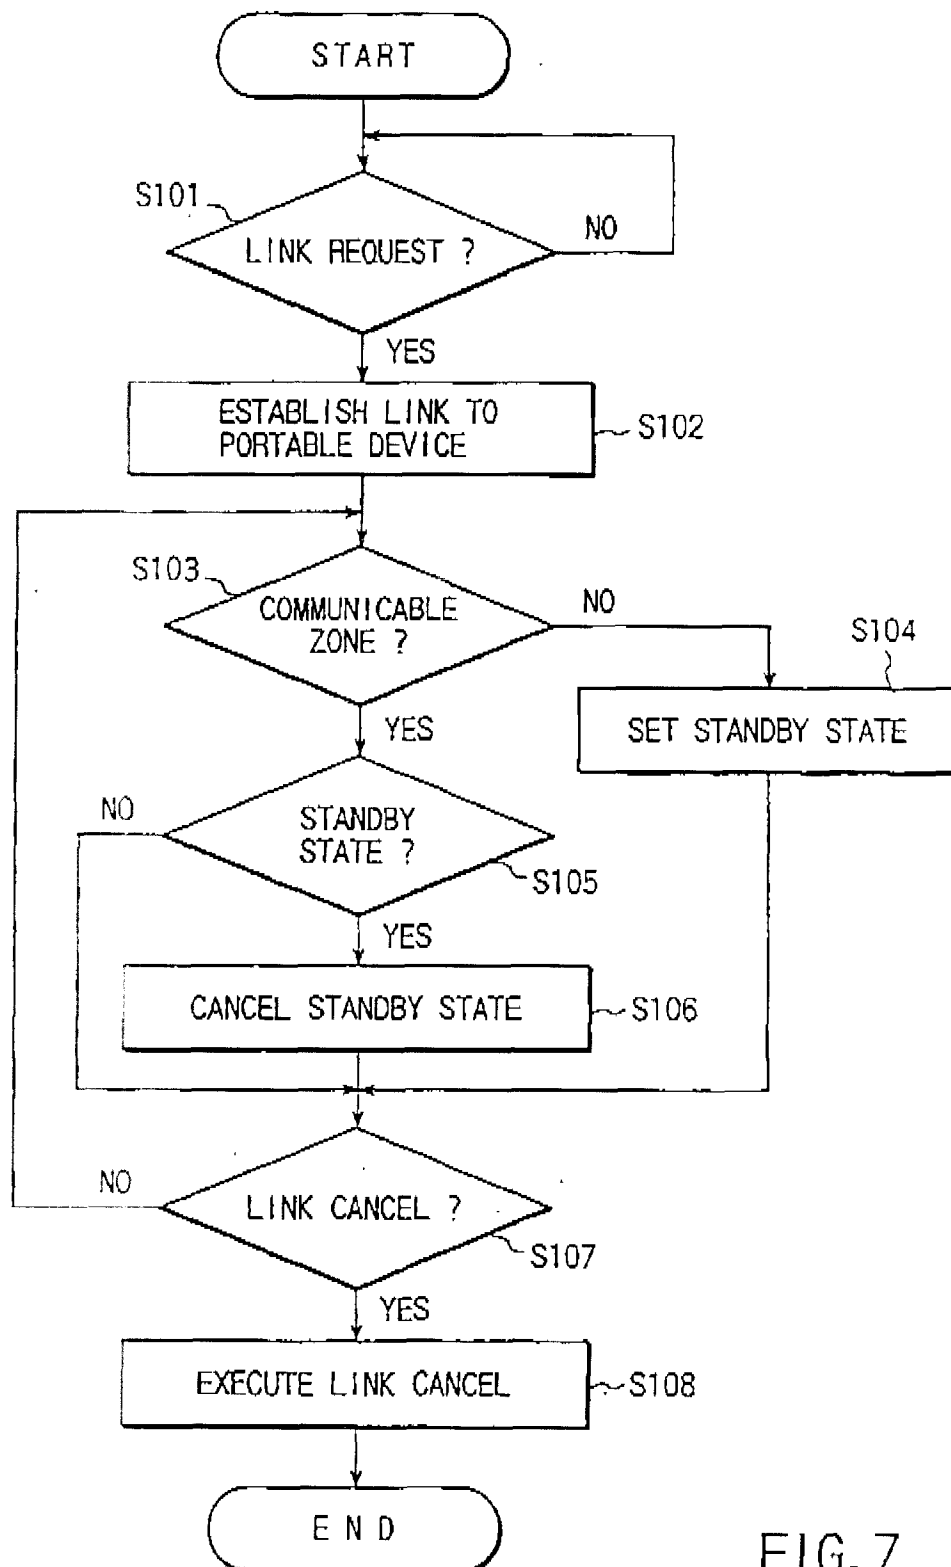 START
S101
LINK REQUEST ?
NO
YES
ESTABLISH LINK TO
PORTABLE DEVICE
S102
S103
COMMUNICABLE
ZONE ?
NO
S104
YES
SET STANDBY STATE
NO
STANDBY
STATE ?
S105
YES
CANCEL STANDBY STATE
S106
NO
LINK CANCEL ?
S107
YES
EXECUTE LINK CANCEL
S108
END
FIG. 7